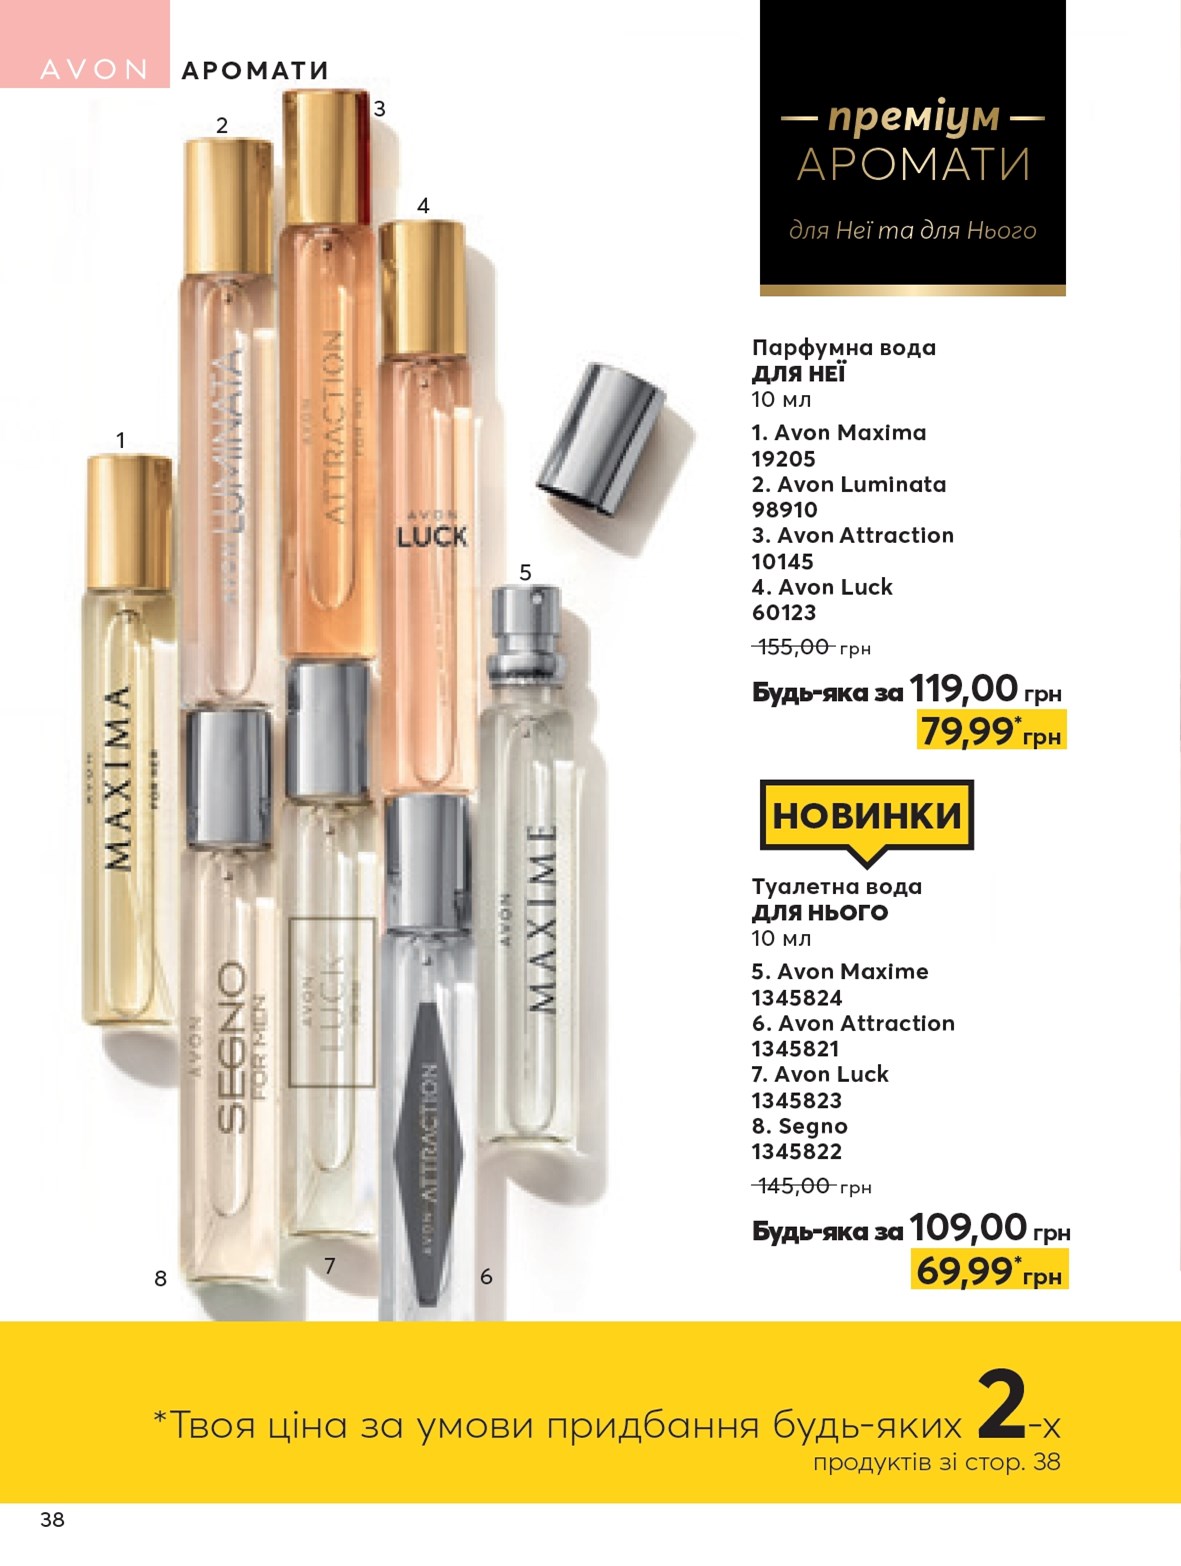 AVON АРОМАТИ
преміум
АРОМАТИ
для Неї та для Нього
1
2
3
4
5
6
7
8
AVON
MAXIMA
FOR HER
AVON LUMINATA
AVON
ATTRACTION
FOR HER
AVON
LUCK
AVON
MAXIME
AVON
SEGNO
FOR MEN
AVON
LUCK
AVON ATTRACTION
Парфумна вода
ДЛЯ НЕЇ
10 мл
1. Avon Maxima
19205
2. Avon Luminata
98910
3. Avon Attraction
10145
4. Avon Luck
60123
155,00 грн
Будь-яка за 119,00 грн
79,99* грн
НОВИНКИ
Туалетна вода
ДЛЯ НЬОГО
10 мл
5. Avon Maxime
1345824
6. Avon Attraction
1345821
7. Avon Luck
1345823
8. Segno
1345822
145,00 грн
Будь-яка за 109,00 грн
69,99* грн
*Твоя ціна за умови придбання будь-яких 2-х
продуктів зі стор. 38
38